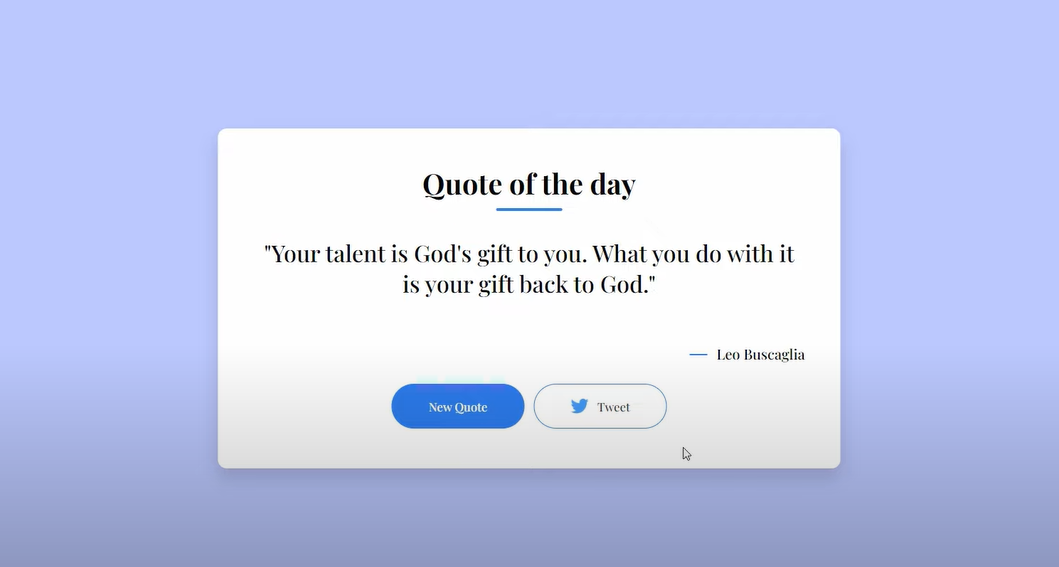 Quote of the day
"Your talent is God's gift to you. What you do with it
is your gift back to God."
— Leo Buscaglia
New Quote
Tweet